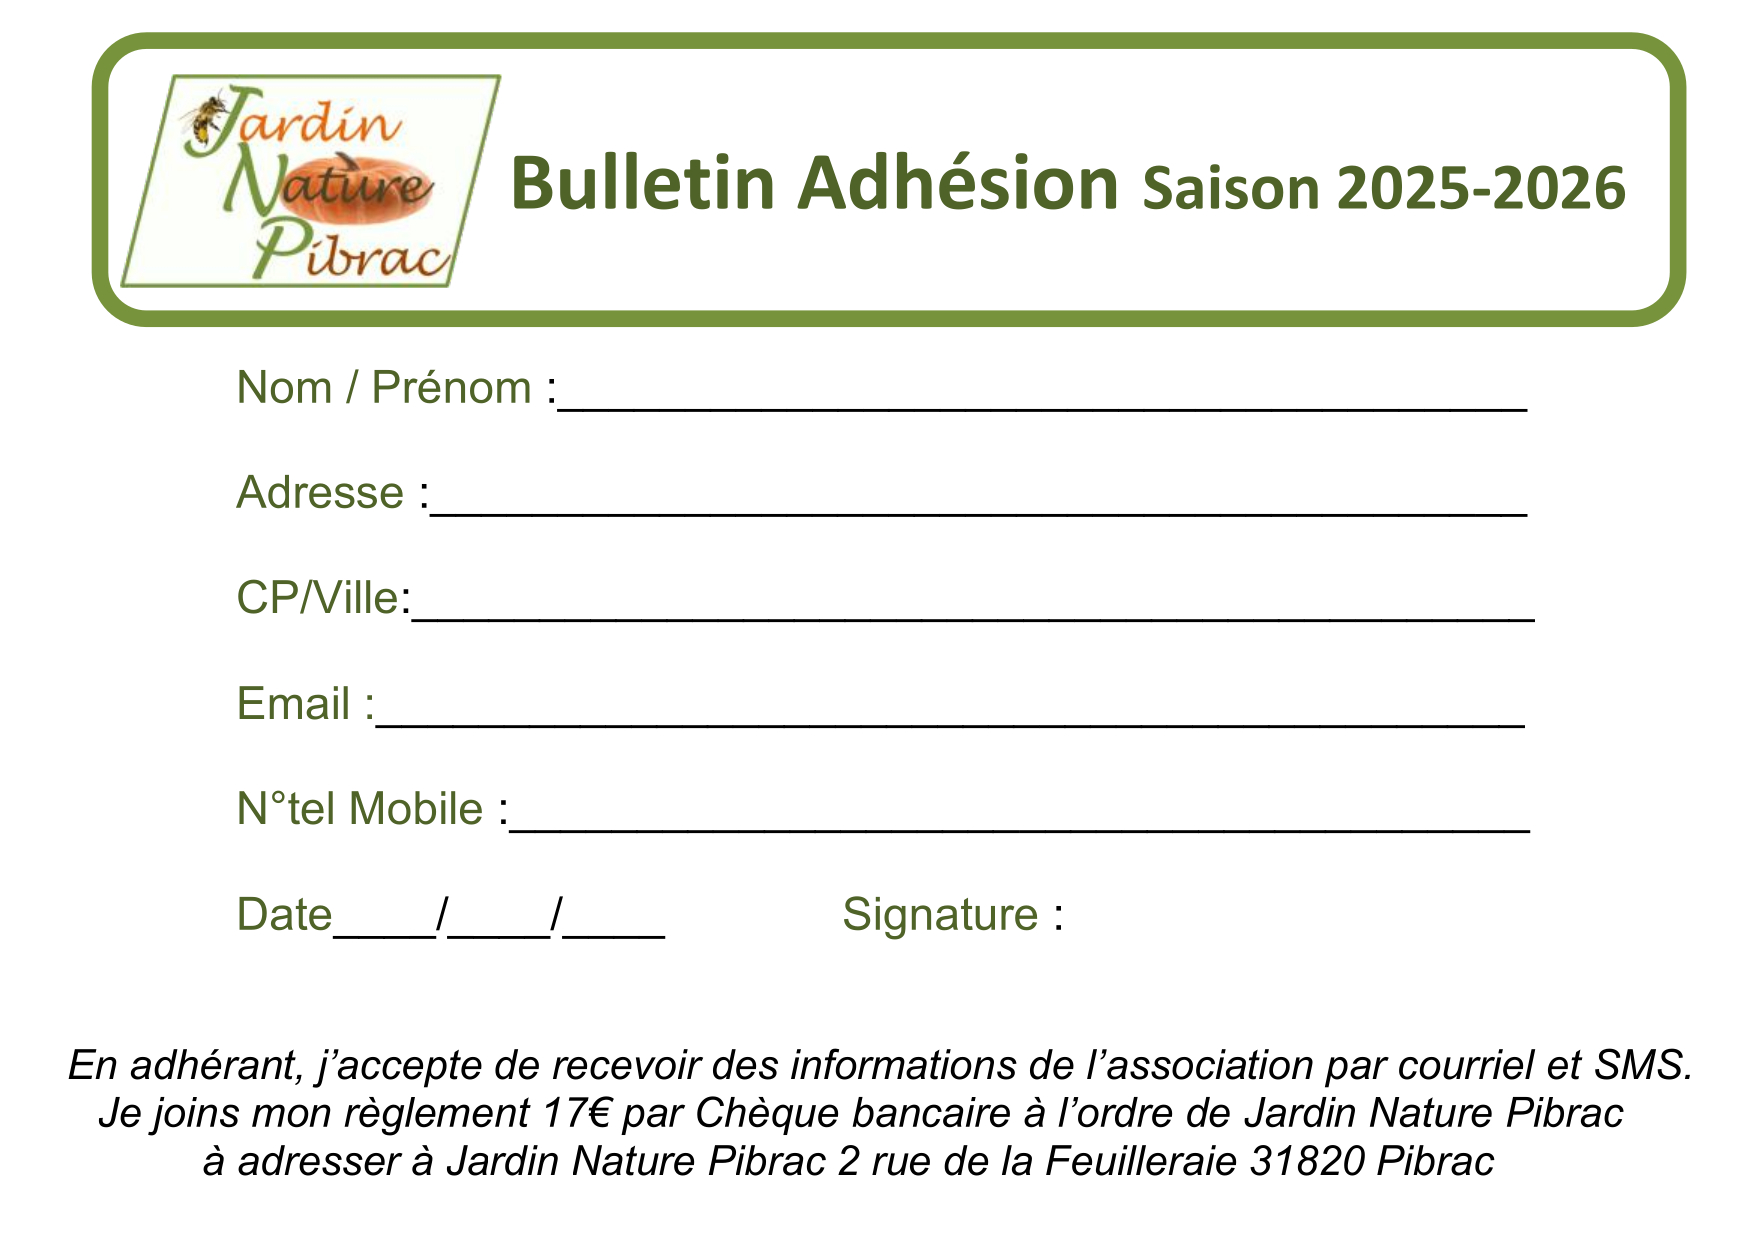 Jardin
Nature
Pibrac
Bulletin Adhésion Saison 2025-2026
Nom / Prénom :______________________________________
Adresse :___________________________________________
CP/Ville:____________________________________________
Email :_____________________________________________
N°tel Mobile :________________________________________
Date____/____/____ Signature :
En adhérant, j’accepte de recevoir des informations de l’association par courriel et SMS.
Je joins mon règlement 17€ par Chèque bancaire à l’ordre de Jardin Nature Pibrac
à adresser à Jardin Nature Pibrac 2 rue de la Feuilleraie 31820 Pibrac